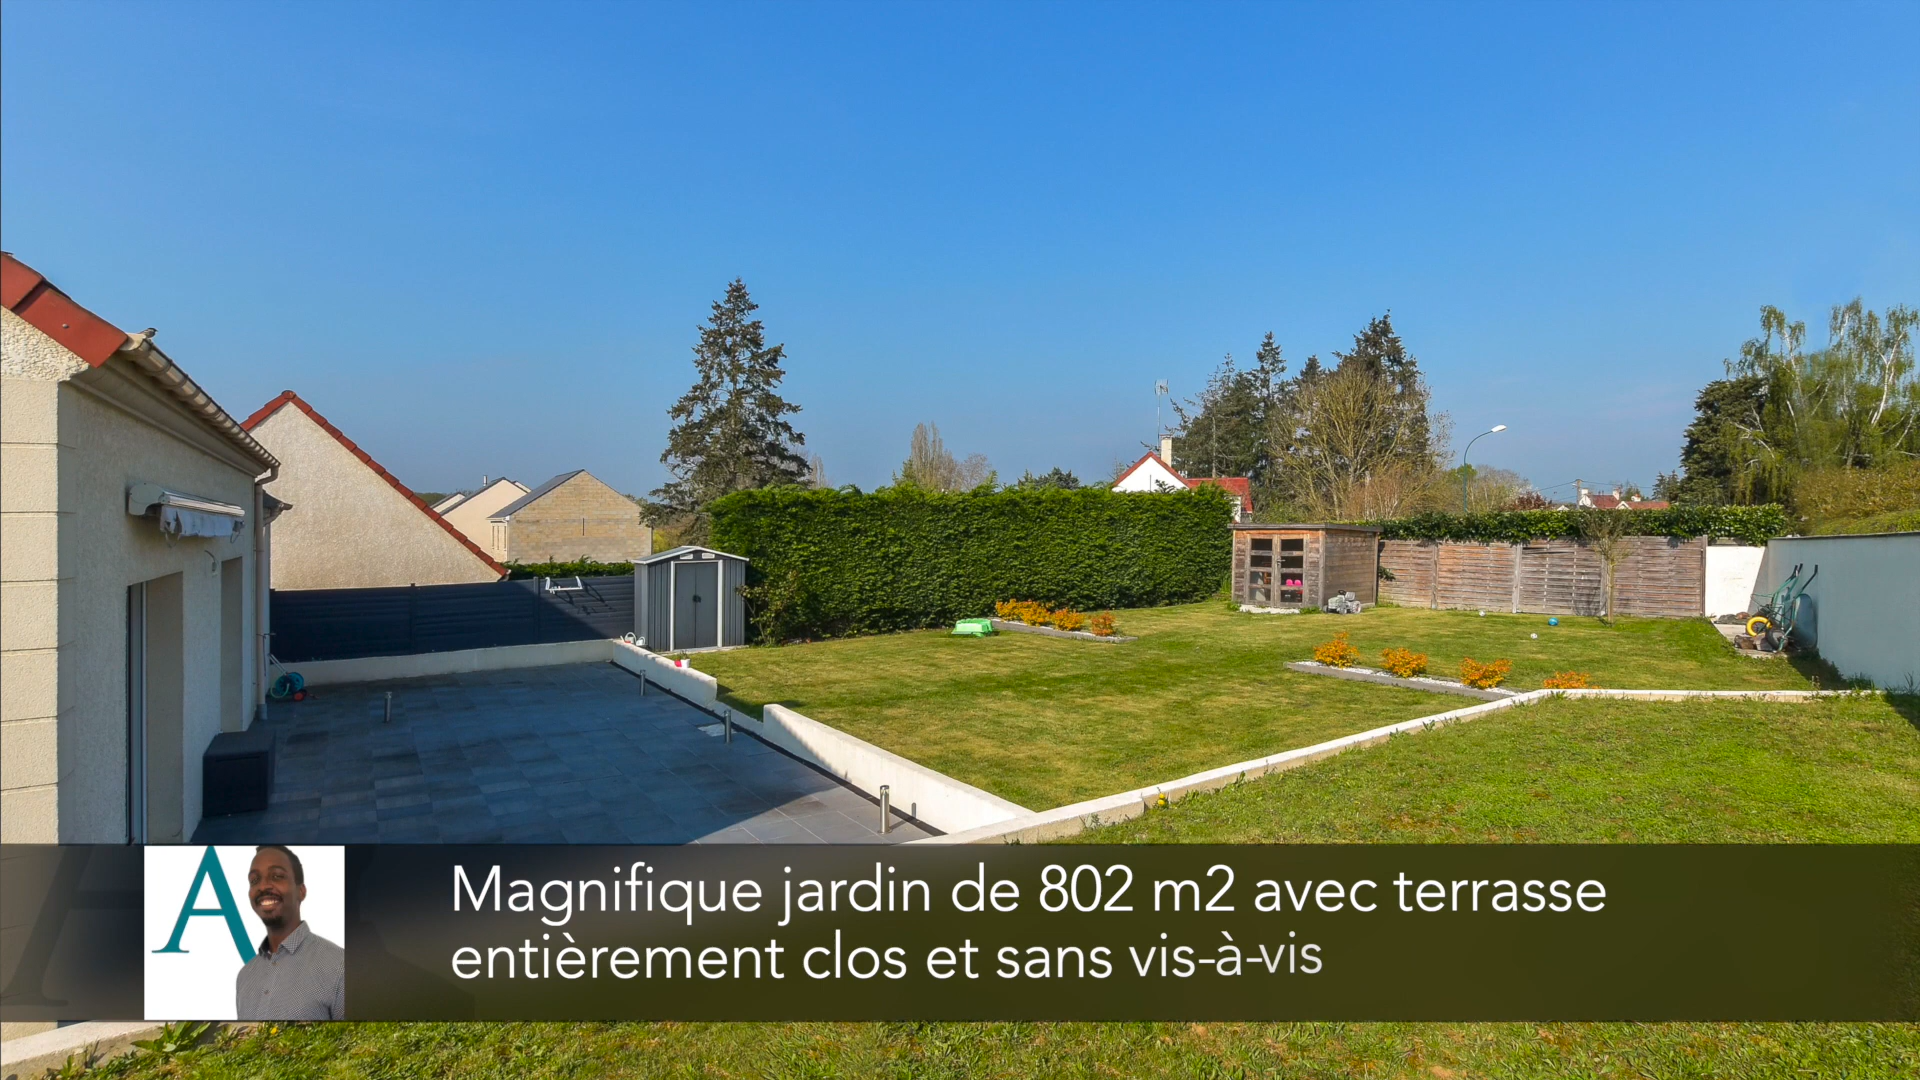 A
Magnifique jardin de 802 m2 avec terrasse
entièrement clos et sans vis-à-vis